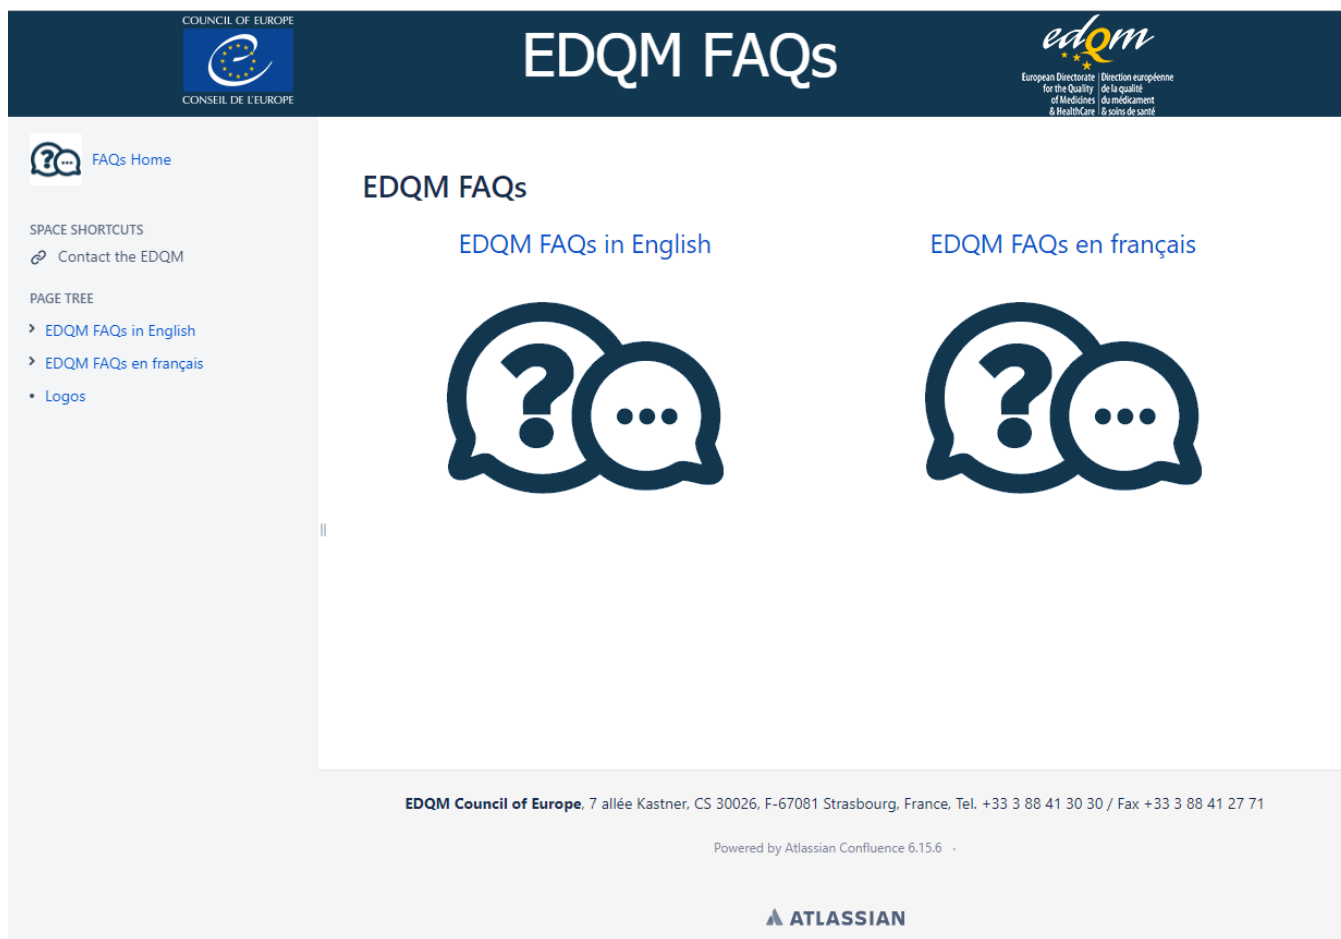 COUNCIL OF EUROPE
CONSEIL DE L'EUROPE
EDQM FAQs
edqm
European Directorate | Direction européenne
for the Quality | de la qualité
of Medicines | du médicament
& HealthCare | & soins de santé
FAQs Home
SPACE SHORTCUTS
Contact the EDQM
PAGE TREE
EDQM FAQs in English
EDQM FAQs en français
Logos
EDQM FAQs
EDQM FAQs in English
EDQM FAQs en français
EDQM Council of Europe, 7 allée Kastner, CS 30026, F-67081 Strasbourg, France, Tel. +33 3 88 41 30 30 / Fax +33 3 88 41 27 71
Powered by Atlassian Confluence 6.15.6 ·
ATLASSIAN